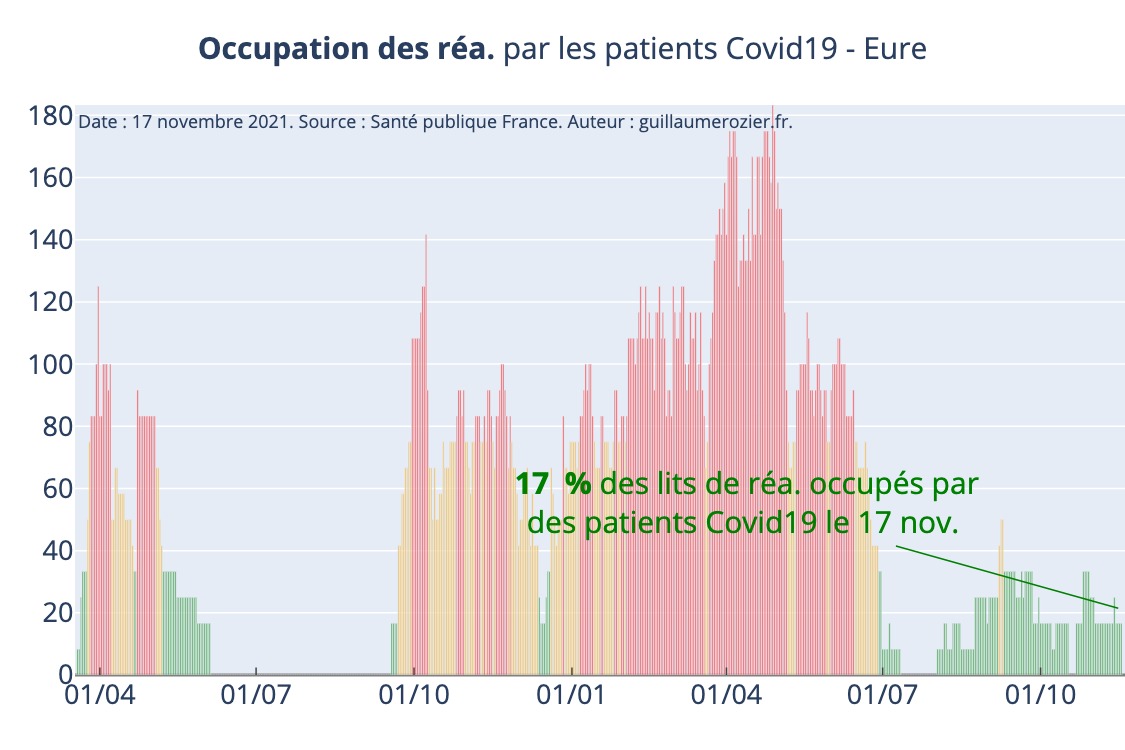 Occupation des réa. par les patients Covid19 - Eure
180
Date : 17 novembre 2021. Source : Santé publique France. Auteur : guillaumerozier.fr.
160
140
120
100
80
60
17 % des lits de réa. occupés par
des patients Covid19 le 17 nov.
40
20
0
01/04 01/07 01/10 01/01 01/04 01/07 01/10